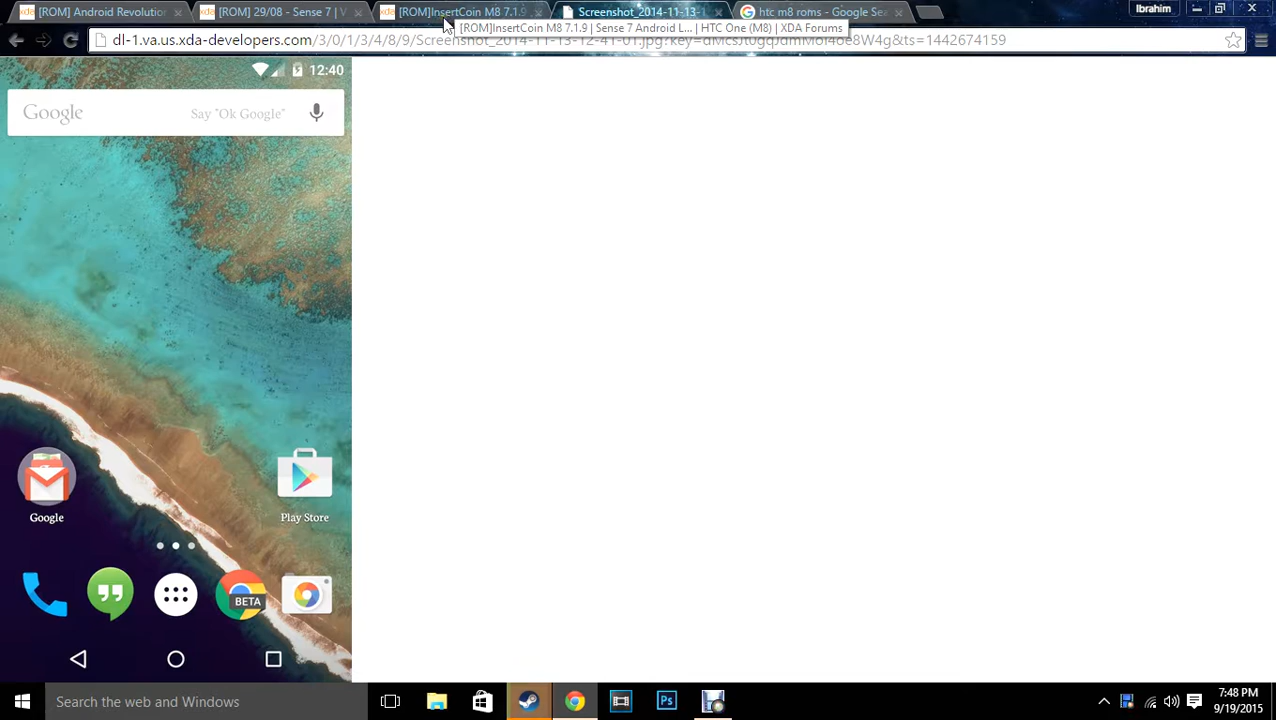 xda [ROM] Android Revolution
xda [ROM] 29/08 - Sense 7 | V
xda [ROM]InsertCoin M8 7.1.9
Screenshot_2014-11-13-1
htc m8 roms - Google Sea
Ibrahim
[ROM]InsertCoin M8 7.1.9 | Sense 7 Android L... | HTC One (M8) | XDA Forums
dl-1.va.us.xda-developers.com/3/0/1/3/4/8/9/Screenshot_2014-11-13-12-41-01.jpg?
12:40
Google Say "Ok Google"
Google
Play Store
BETA
Search the web and Windows
Ps
7:48 PM
9/19/2015